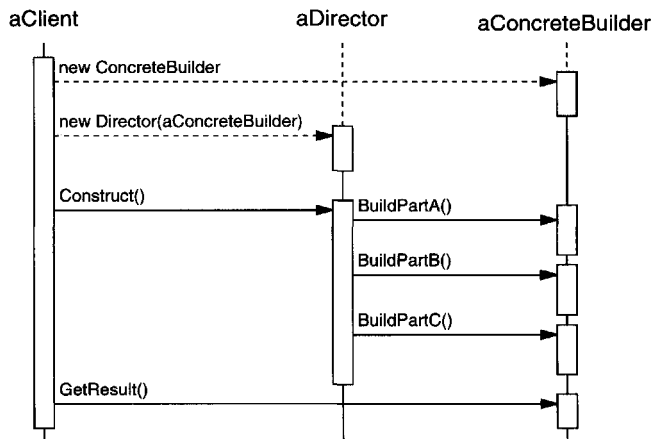 aClient
aDirector
aConcreteBuilder
new ConcreteBuilder
new Director(aConcreteBuilder)
Construct()
BuildPartA()
BuildPartB()
BuildPartC()
GetResult()